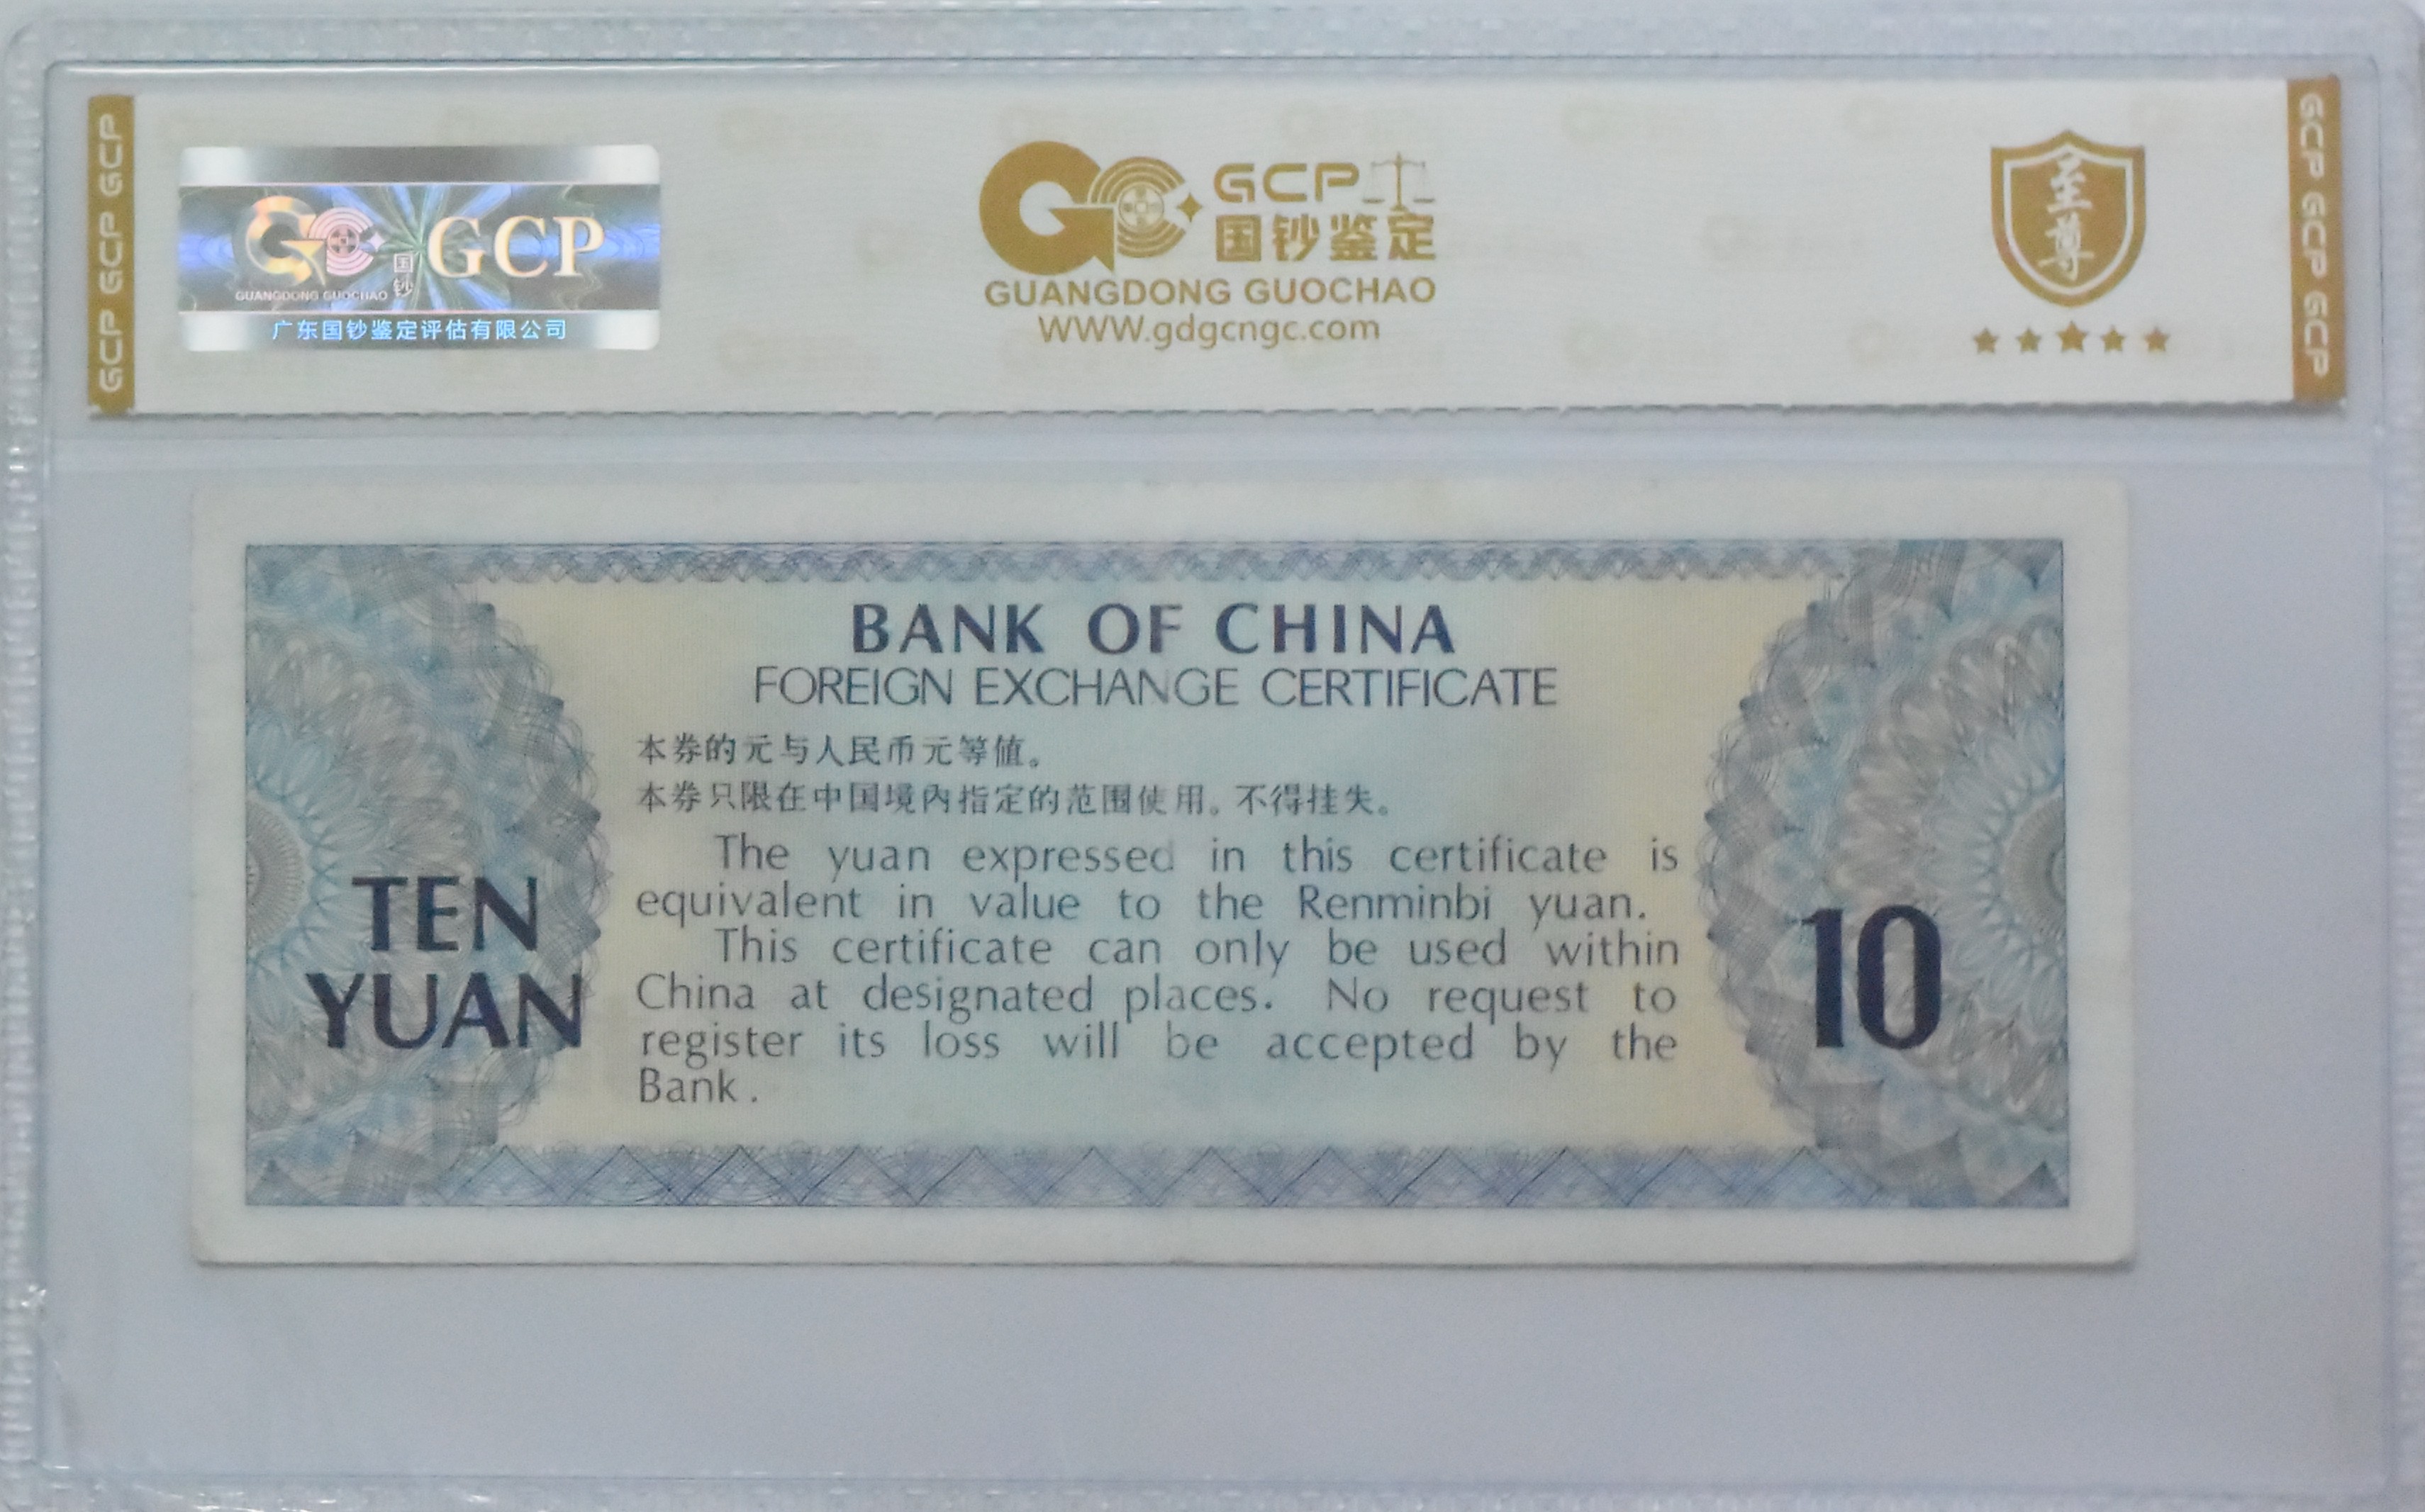 GCP GCP GCP
GCP
国钞
GUANGDONG GUOCHAO
广东国钞鉴定评估有限公司
GCP
国钞鉴定
GUANGDONG GUOCHAO
WWW.gdgcngc.com
至尊
GCP GCP GCP
BANK OF CHINA
FOREIGN EXCHANGE CERTIFICATE
本券的元与人民币元等值。
本券只限在中国境内指定的范围使用。不得挂失。
The yuan expressed in this certificate is
equivalent in value to the Renminbi yuan.
This certificate can only be used within
China at designated places. No request to
register its loss will be accepted by the
Bank.
TEN
YUAN
10